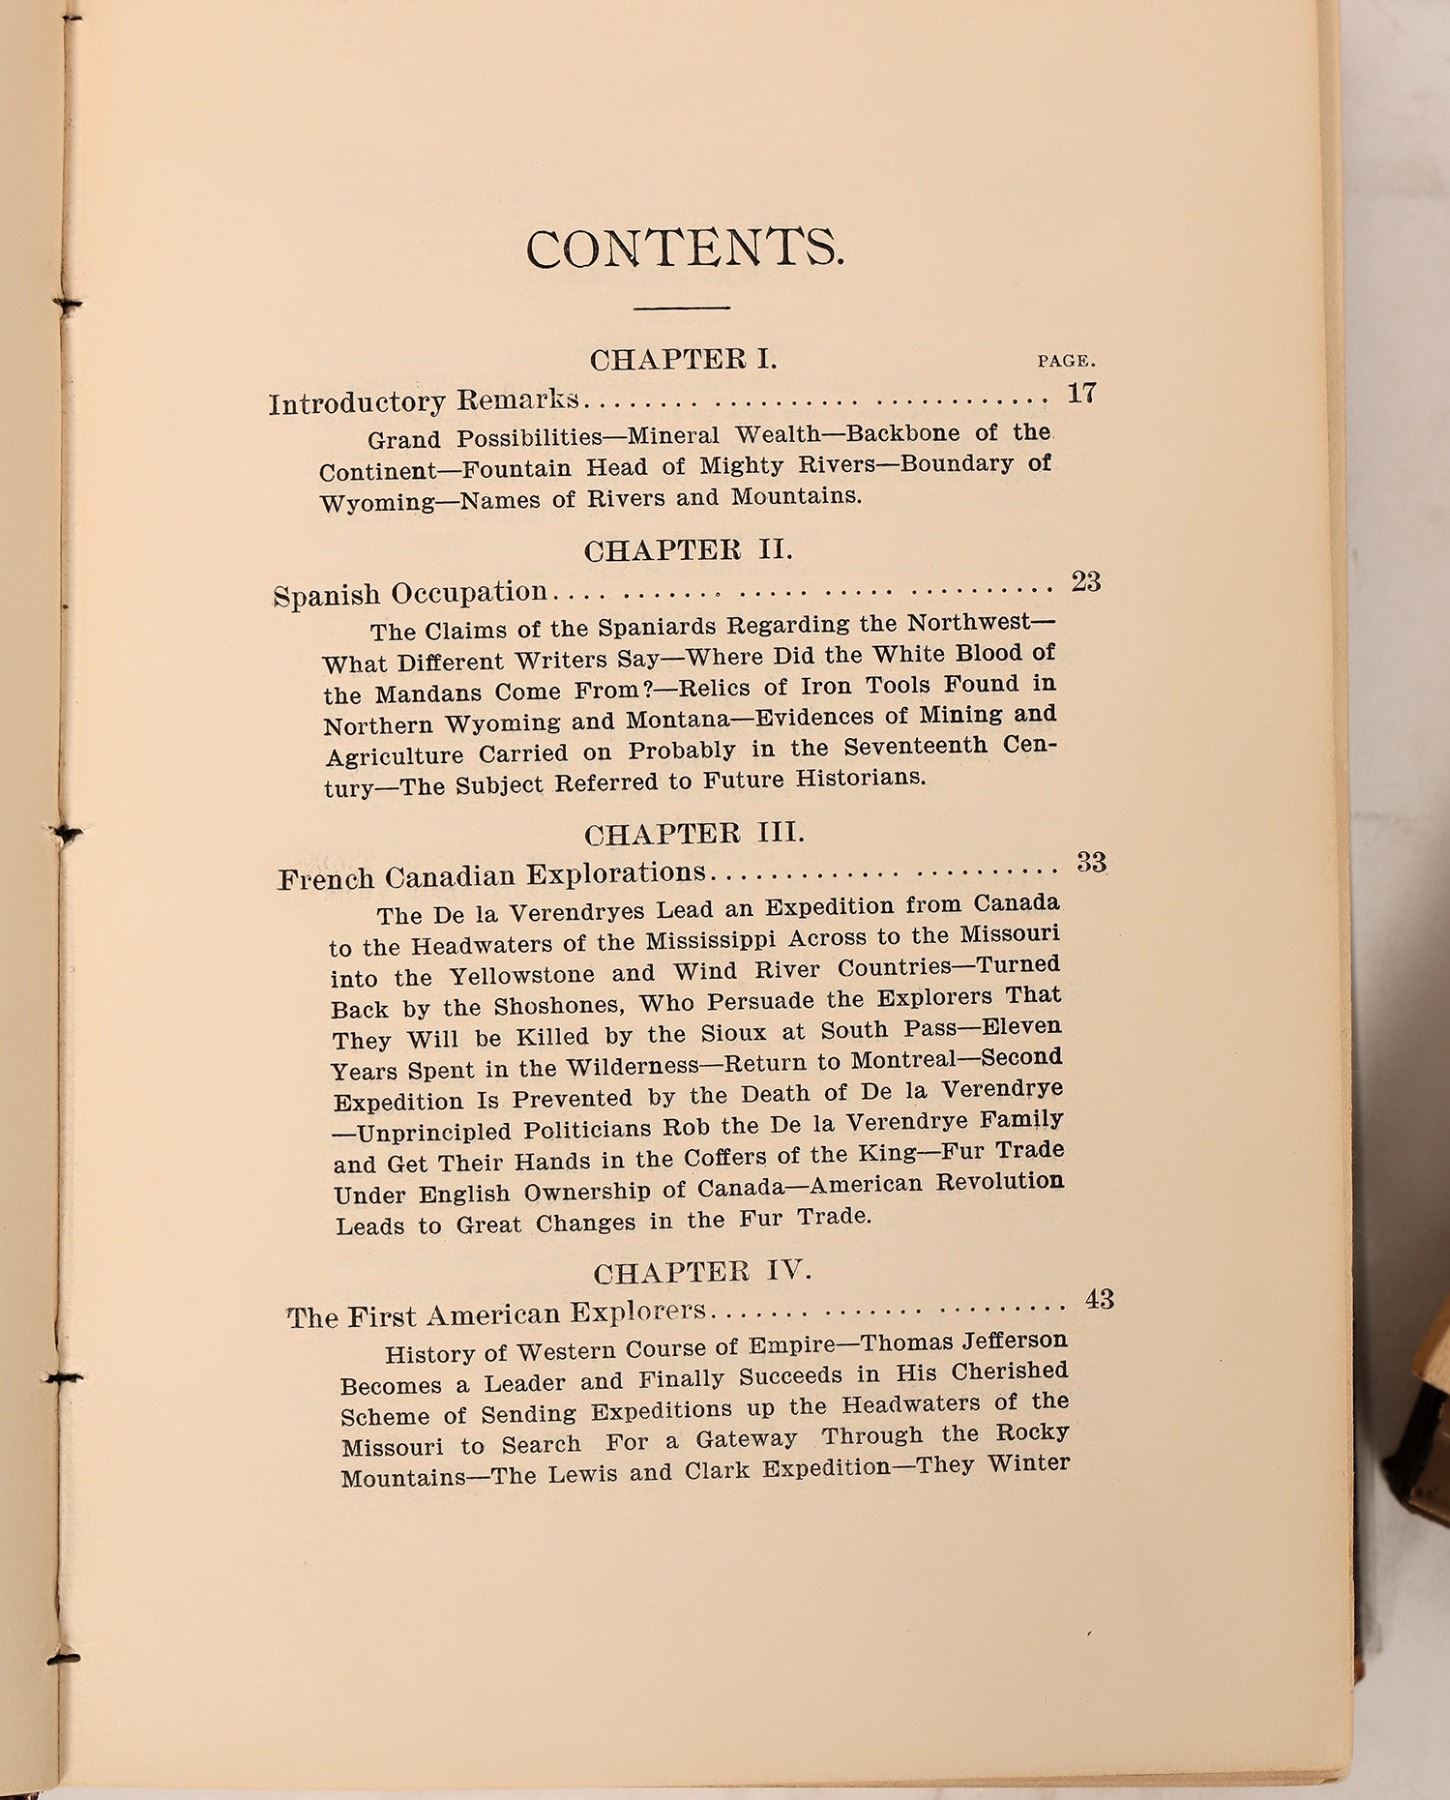 CONTENTS.
CHAPTER I.
PAGE.
Introductory Remarks........ .......... ............ 17
Grand Possibilities—Mineral Wealth—Backbone of the
Continent—Fountain Head of Mighty Rivers—Boundary of
Wyoming—Names of Rivers and Mountains.
CHAPTER II.
Spanish Occupation.... ....... ..... ..... .......... 23
The Claims of the Spaniards Regarding the Northwest—
What Different Writers Say—Where Did the White Blood of
the Mandans Come From?—Relics of Iron Tools Found in
Northern Wyoming and Montana—Evidences of Mining and
Agriculture Carried on Probably in the Seventeenth Cen-
tury—The Subject Referred to Future Historians.
CHAPTER III.
French Canadian Explorations............. .......... 33
The De la Verendryes Lead an Expedition from Canada
to the Headwaters of the Mississippi Across to the Missouri
into the Yellowstone and Wind River Countries—Turned
Back by the Shoshones, Who Persuade the Explorers That
They Will be Killed by the Sioux at South Pass—Eleven
Years Spent in the Wilderness—Return to Montreal—Second
Expedition Is Prevented by the Death of De la Verendrye
—Unprincipled Politicians Rob the De la Verendrye Family
and Get Their Hands in the Coffers of the King—Fur Trade
Under English Ownership of Canada—American Revolution
Leads to Great Changes in the Fur Trade.
CHAPTER IV.
The First American Explorers....... ....... ......... 43
History of Western Course of Empire—Thomas Jefferson
Becomes a Leader and Finally Succeeds in His Cherished
Scheme of Sending Expeditions up the Headwaters of the
Missouri to Search For a Gateway Through the Rocky
Mountains—The Lewis and Clark Expedition—They Winter